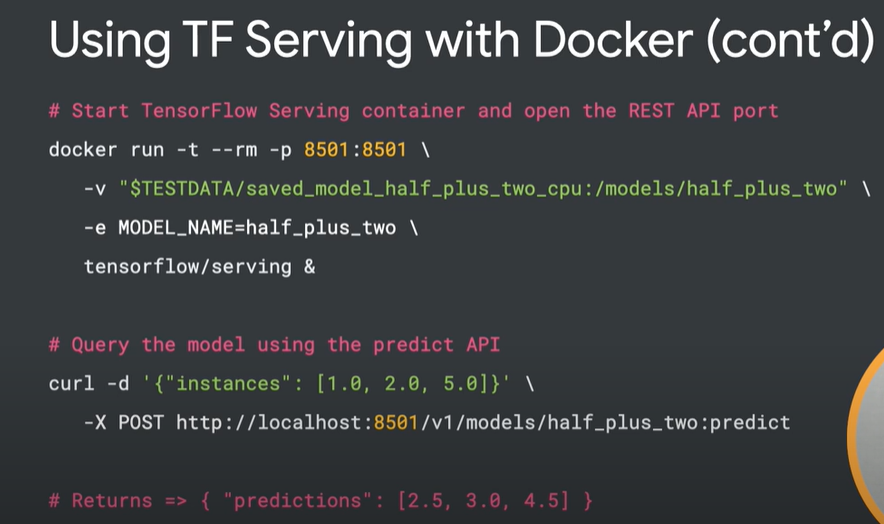 Using TF Serving with Docker (cont’d)
# Start TensorFlow Serving container and open the REST API port
docker run -t --rm -p 8501:8501 \
-v "$TESTDATA/saved_model_half_plus_two_cpu:/models/half_plus_two" \
-e MODEL_NAME=half_plus_two \
tensorflow/serving &
# Query the model using the predict API
curl -d '{"instances": [1.0, 2.0, 5.0]}' \
-X POST http://localhost:8501/v1/models/half_plus_two:predict
# Returns => { "predictions": [2.5, 3.0, 4.5] }